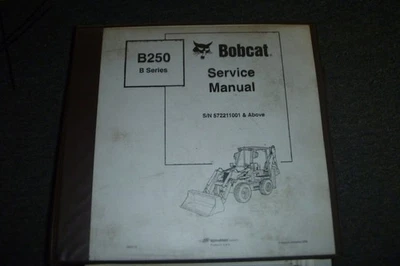 B250
B Series
Bobcat
Service
Manual
S/N 572211001 & Above